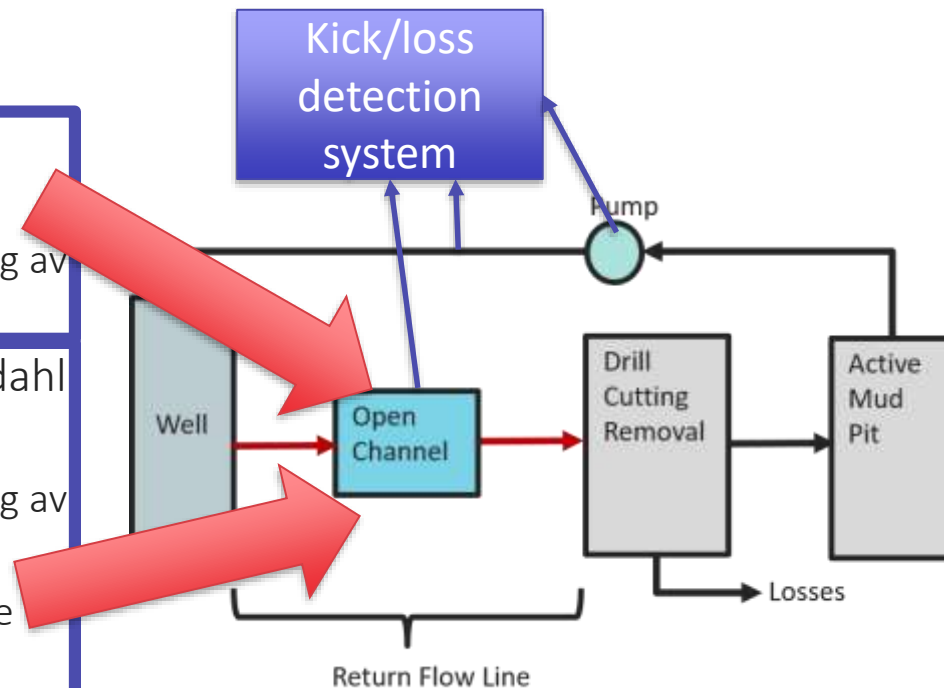 Kick/loss
detection
system
Pump
g av
dahl
g av
e
Well
Open
Channel
Drill
Cutting
Removal
Active
Mud
Pit
Losses
Return Flow Line